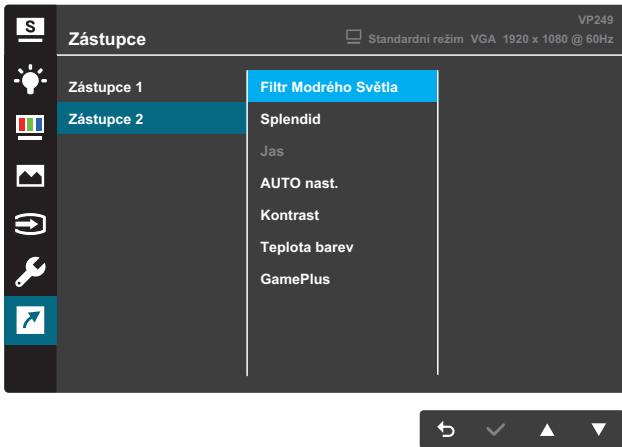 S
VP249
Zástupce
Standardní režim VGA 1920 x 1080 @ 60Hz
Zástupce 1
Zástupce 2
Filtr Modrého Světla
Splendid
Jas
AUTO nast.
Kontrast
Teplota barev
GamePlus